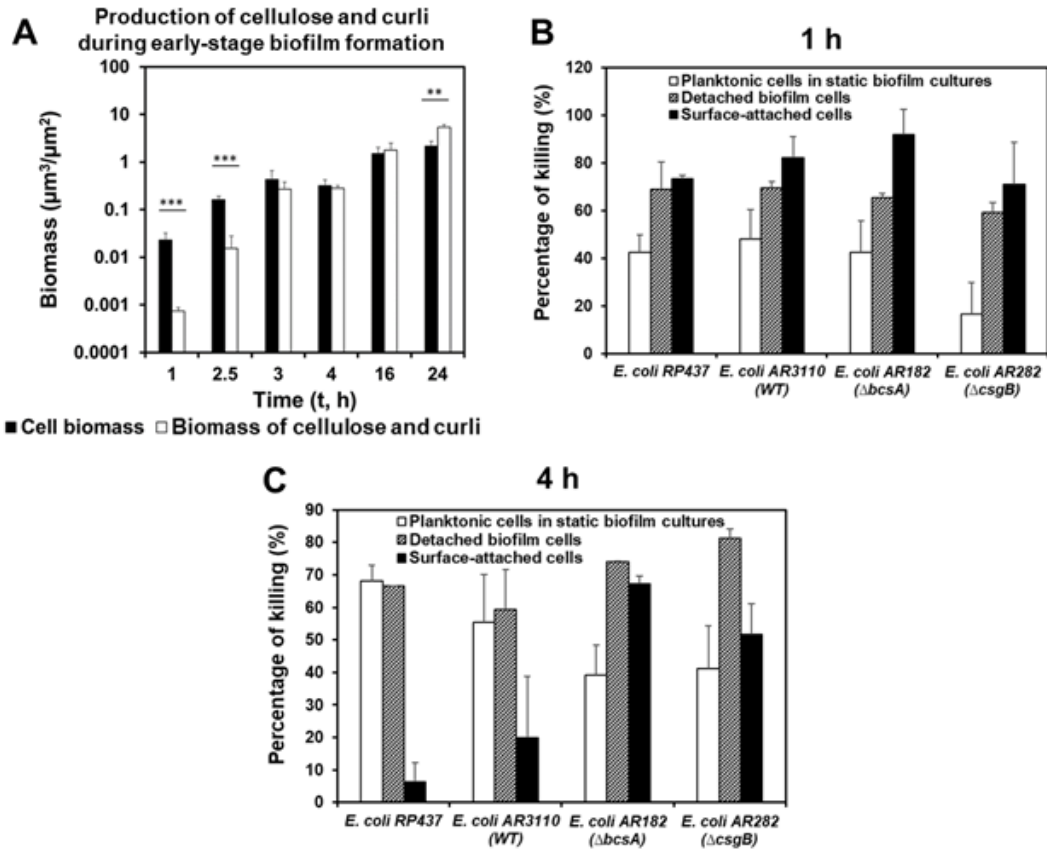 A
Production of cellulose and curli
during early-stage biofilm formation
100
10
1
0.1
0.01
0.001
0.0001
Biomass (μm³/μm²)
***
***
**
1 2.5 3 4 16 24
Time (t, h)
■ Cell biomass □ Biomass of cellulose and curli
B
1 h
120
100
80
60
40
20
0
Percentage of killing (%)
Planktonic cells in static biofilm cultures
Detached biofilm cells
Surface-attached cells
E. coli RP437 E. coli AR3110 E. coli AR182 E. coli AR282
(WT) (ΔbcsA) (ΔcsgB)
C
4 h
90
80
70
60
50
40
30
20
10
0
Percentage of killing (%)
Planktonic cells in static biofilm cultures
Detached biofilm cells
Surface-attached cells
E. coli RP437 E. coli AR3110 E. coli AR182 E. coli AR282
(WT) (ΔbcsA) (ΔcsgB)